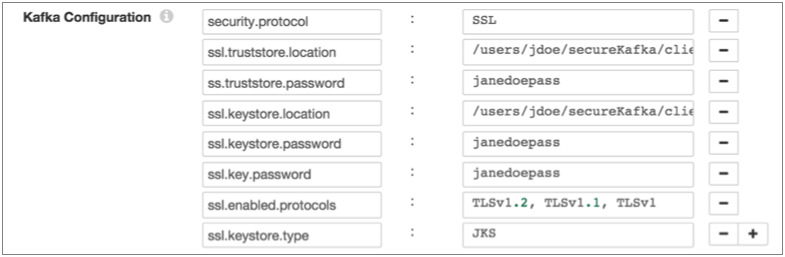 Kafka Configuration i security.protocol : SSL -
ssl.truststore.location : /users/jdoe/secureKafka/clie -
ss.truststore.password : janedoepass -
ssl.keystore.location : /users/jdoe/secureKafka/clie -
ssl.keystore.password : janedoepass -
ssl.key.password : janedoepass -
ssl.enabled.protocols : TLSv1.2, TLSv1.1, TLSv1 -
ssl.keystore.type : JKS - +